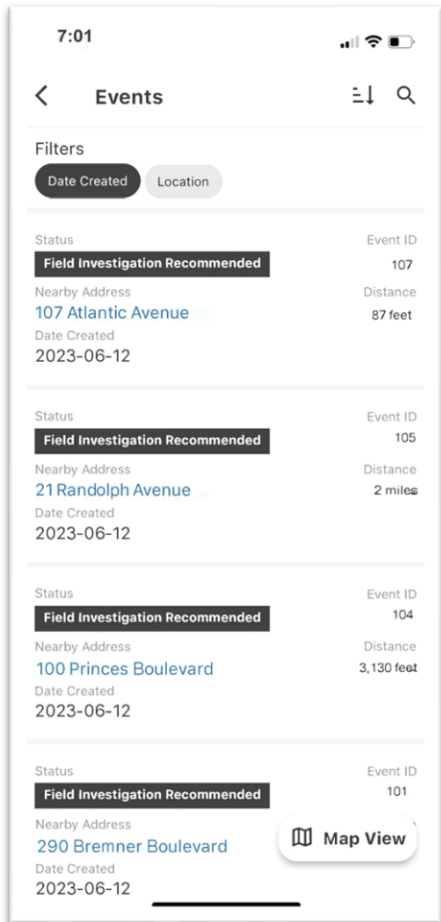 7:01
Events
Filters
Date Created Location
Status Event ID
Field Investigation Recommended 107
Nearby Address Distance
107 Atlantic Avenue 87 feet
Date Created
2023-06-12
Status Event ID
Field Investigation Recommended 105
Nearby Address Distance
21 Randolph Avenue 2 miles
Date Created
2023-06-12
Status Event ID
Field Investigation Recommended 104
Nearby Address Distance
100 Princes Boulevard 3,130 feet
Date Created
2023-06-12
Status Event ID
Field Investigation Recommended 101
Nearby Address
290 Bremner Boulevard Map View
Date Created
2023-06-12